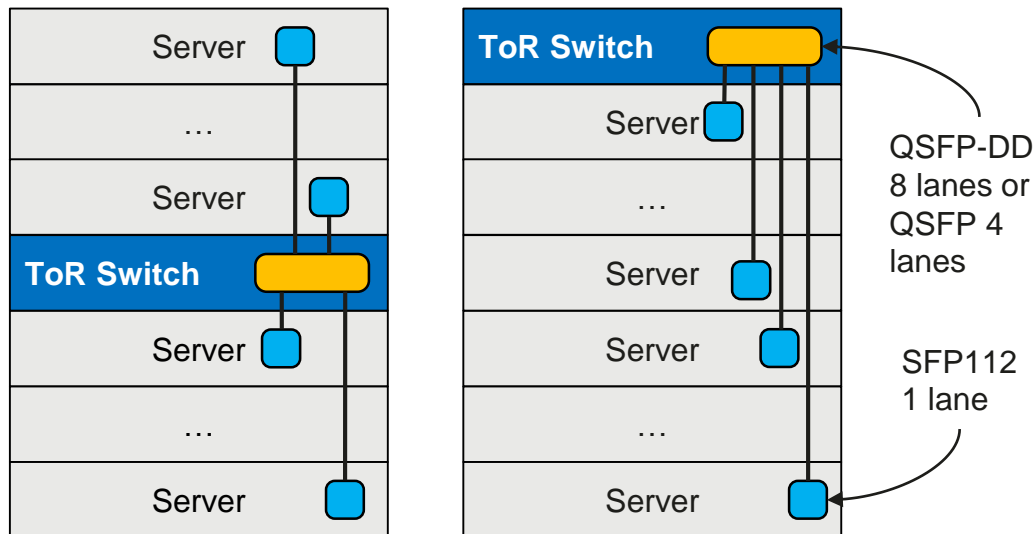 Server
…
Server
ToR Switch
Server
…
Server
ToR Switch
Server
…
Server
Server
…
Server
QSFP-DD
8 lanes or
QSFP 4
lanes
SFP112
1 lane